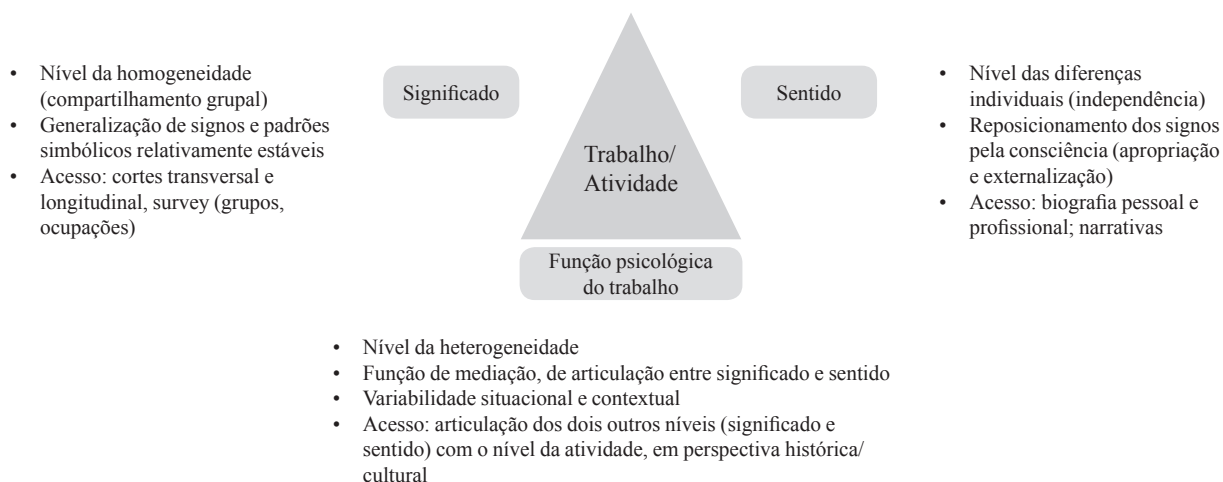 • Nível da homogeneidade
(compartilhamento grupal)
• Generalização de signos e padrões
simbólicos relativamente estáveis
• Acesso: cortes transversal e
longitudinal, survey (grupos,
ocupações)
Significado
Trabalho/
Atividade
Sentido
• Nível das diferenças
individuais (independência)
• Reposicionamento dos signos
pela consciência (apropriação
e externalização)
• Acesso: biografia pessoal e
profissional; narrativas
Função psicológica
do trabalho
• Nível da heterogeneidade
• Função de mediação, de articulação entre significado e sentido
• Variabilidade situacional e contextual
• Acesso: articulação dos dois outros níveis (significado e
sentido) com o nível da atividade, em perspectiva histórica/
cultural